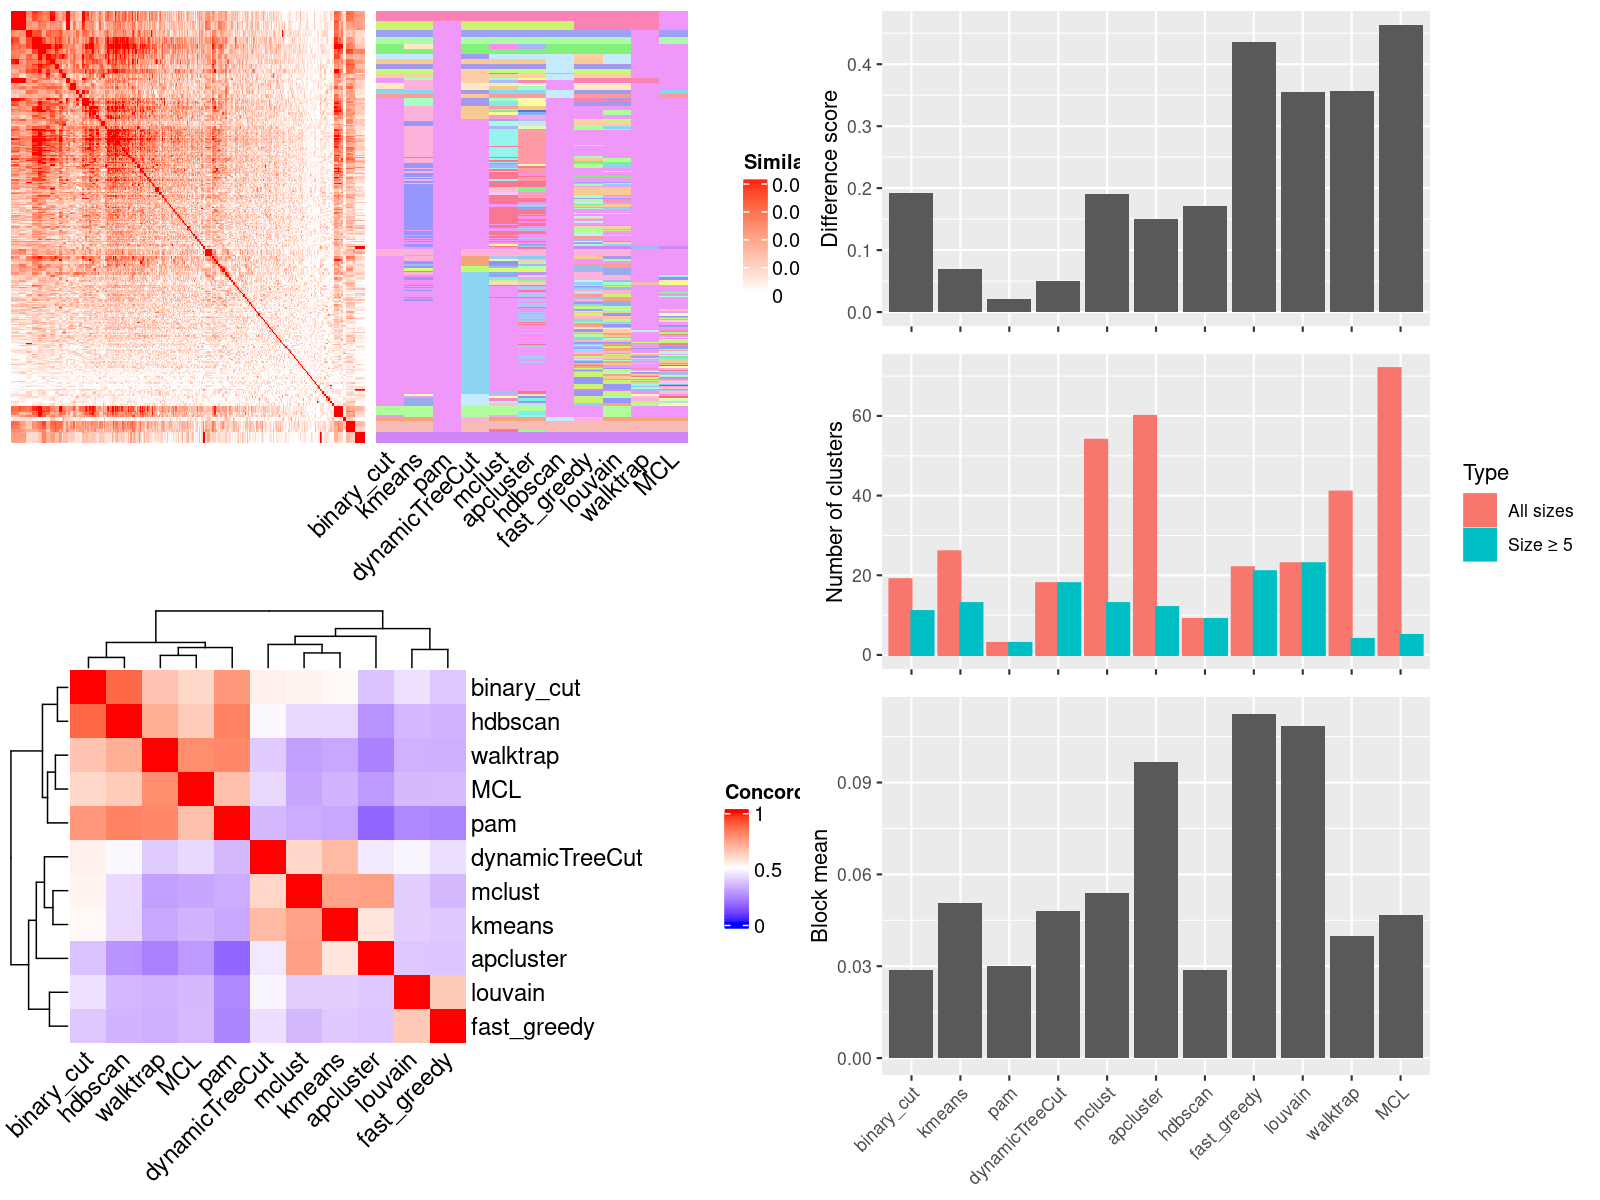 Simila
0.0
0.0
0.0
0.0
0
binary_cut
kmeans
pam
dynamicTreeCut
mclust
apcluster
hdbscan
fast_greedy
louvain
walktrap
MCL
binary_cut
hdbscan
walktrap
MCL
pam
dynamicTreeCut
mclust
kmeans
apcluster
louvain
fast_greedy
binary_cut
hdbscan
walktrap
MCL
pam
dynamicTreeCut
mclust
kmeans
apcluster
louvain
fast_greedy
Concord
1
0.5
0
Difference score
0.4
0.3
0.2
0.1
0.0
Number of clusters
60
40
20
0
Type
All sizes
Size ≥ 5
Block mean
0.09
0.06
0.03
0.00
binary_cut
kmeans
pam
dynamicTreeCut
mclust
apcluster
hdbscan
fast_greedy
louvain
walktrap
MCL